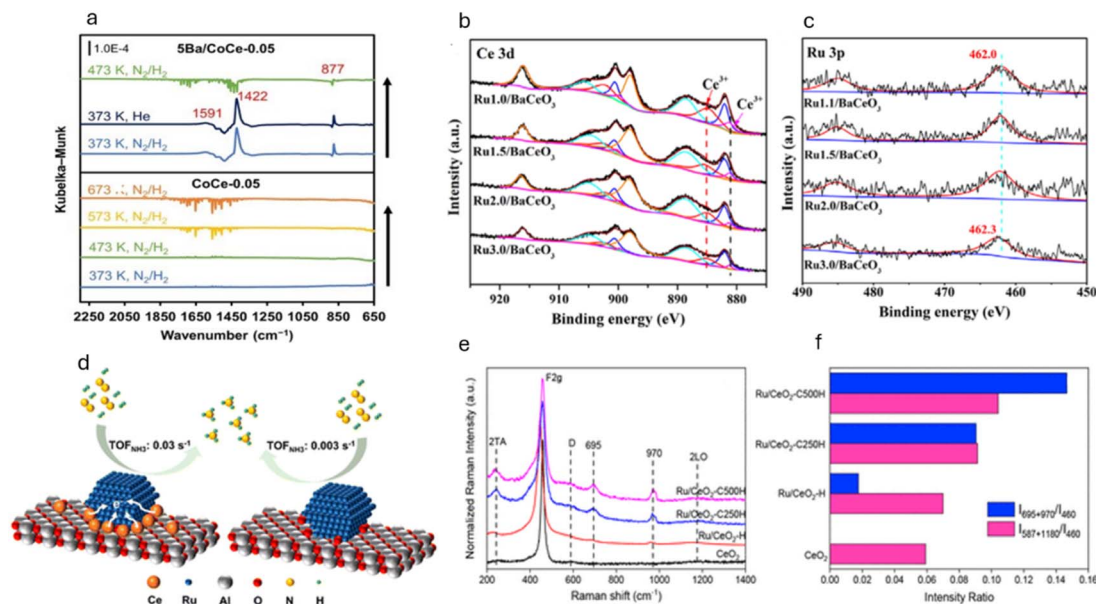 a
1.0E-4
5Ba/CoCe-0.05
473 K, N₂/H₂
877
1422
1591
373 K, He
373 K, N₂/H₂
CoCe-0.05
673 .:, N₂/H₂
573 K, N₂/H₂
473 K, N₂/H₂
373 K, N₂/H₂
Kubelka–Munk
2250 2050 1850 1650 1450 1250 1050 850 650
Wavenumber (cm⁻¹)
b
Ce 3d
Ce³⁺
Ce³⁺
Ru1.0/BaCeO₃
Ru1.5/BaCeO₃
Ru2.0/BaCeO₃
Ru3.0/BaCeO₃
Intensity (a.u.)
920 900 890 880
Binding energy (eV)
c
Ru 3p
462.0
Ru1.1/BaCeO₃
Ru1.5/BaCeO₃
Ru2.0/BaCeO₃
462.3
Ru3.0/BaCeO₃
Intensity (a.u.)
490 480 470 460 450
Binding energy (eV)
d
TOF_NH3: 0.03 s⁻¹
TOF_NH3: 0.003 s⁻¹
e⁻
Ce Ru Al O N H
e
F2g
2TA
D
695
970
2LO
Ru/CeO₂-C500H
Ru/CeO₂-C250H
Ru/CeO₂-H
CeO₂
Normalized Raman Intensity (a.u.)
200 400 600 800 1000 1200 1400
Raman shift (cm⁻¹)
f
Ru/CeO₂-C500H
Ru/CeO₂-C250H
Ru/CeO₂-H
CeO₂
I₆₉₅₊₉₇₀/I₄₆₀
I₅₈₇₊₁₁₈₀/I₄₆₀
0.00 0.02 0.04 0.06 0.08 0.10 0.12 0.14 0.16
Intensity Ratio